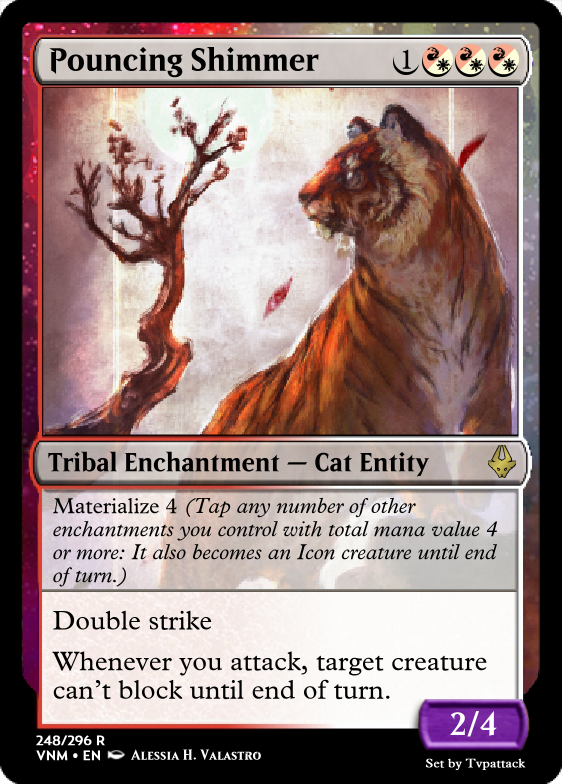 Pouncing Shimmer 1
Tribal Enchantment — Cat Entity
Materialize 4 (Tap any number of other
enchantments you control with total mana value 4
or more: It also becomes an Icon creature until end
of turn.)
Double strike
Whenever you attack, target creature
can't block until end of turn.
2/4
248/296 R
VNM • EN Alessia H. Valastro
Set by Tvpattack